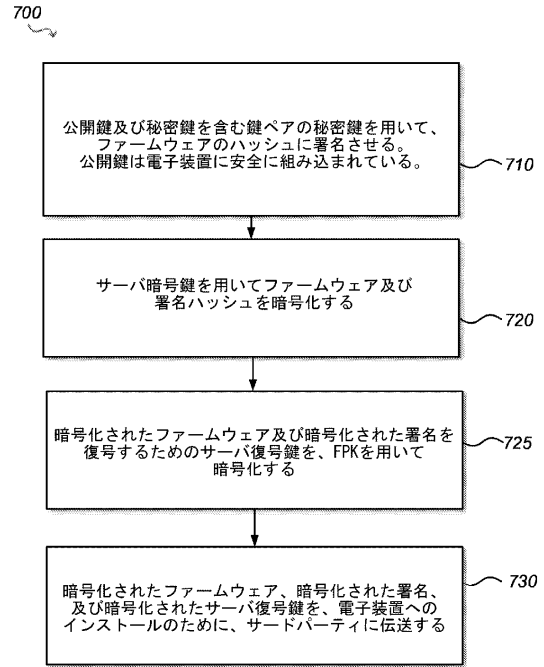 700
公開鍵及び秘密鍵を含む鍵ペアの秘密鍵を用いて、
ファームウェアのハッシュに署名させる。
公開鍵は電子装置に安全に組み込まれている。
710
サーバ暗号鍵を用いてファームウェア及び
署名ハッシュを暗号化する
720
暗号化されたファームウェア及び暗号化された署名を
復号するためのサーバ復号鍵を、FPKを用いて
暗号化する
725
暗号化されたファームウェア、暗号化された署名、
及び暗号化されたサーバ復号鍵を、電子装置への
インストールのために、サードパーティに伝送する
730